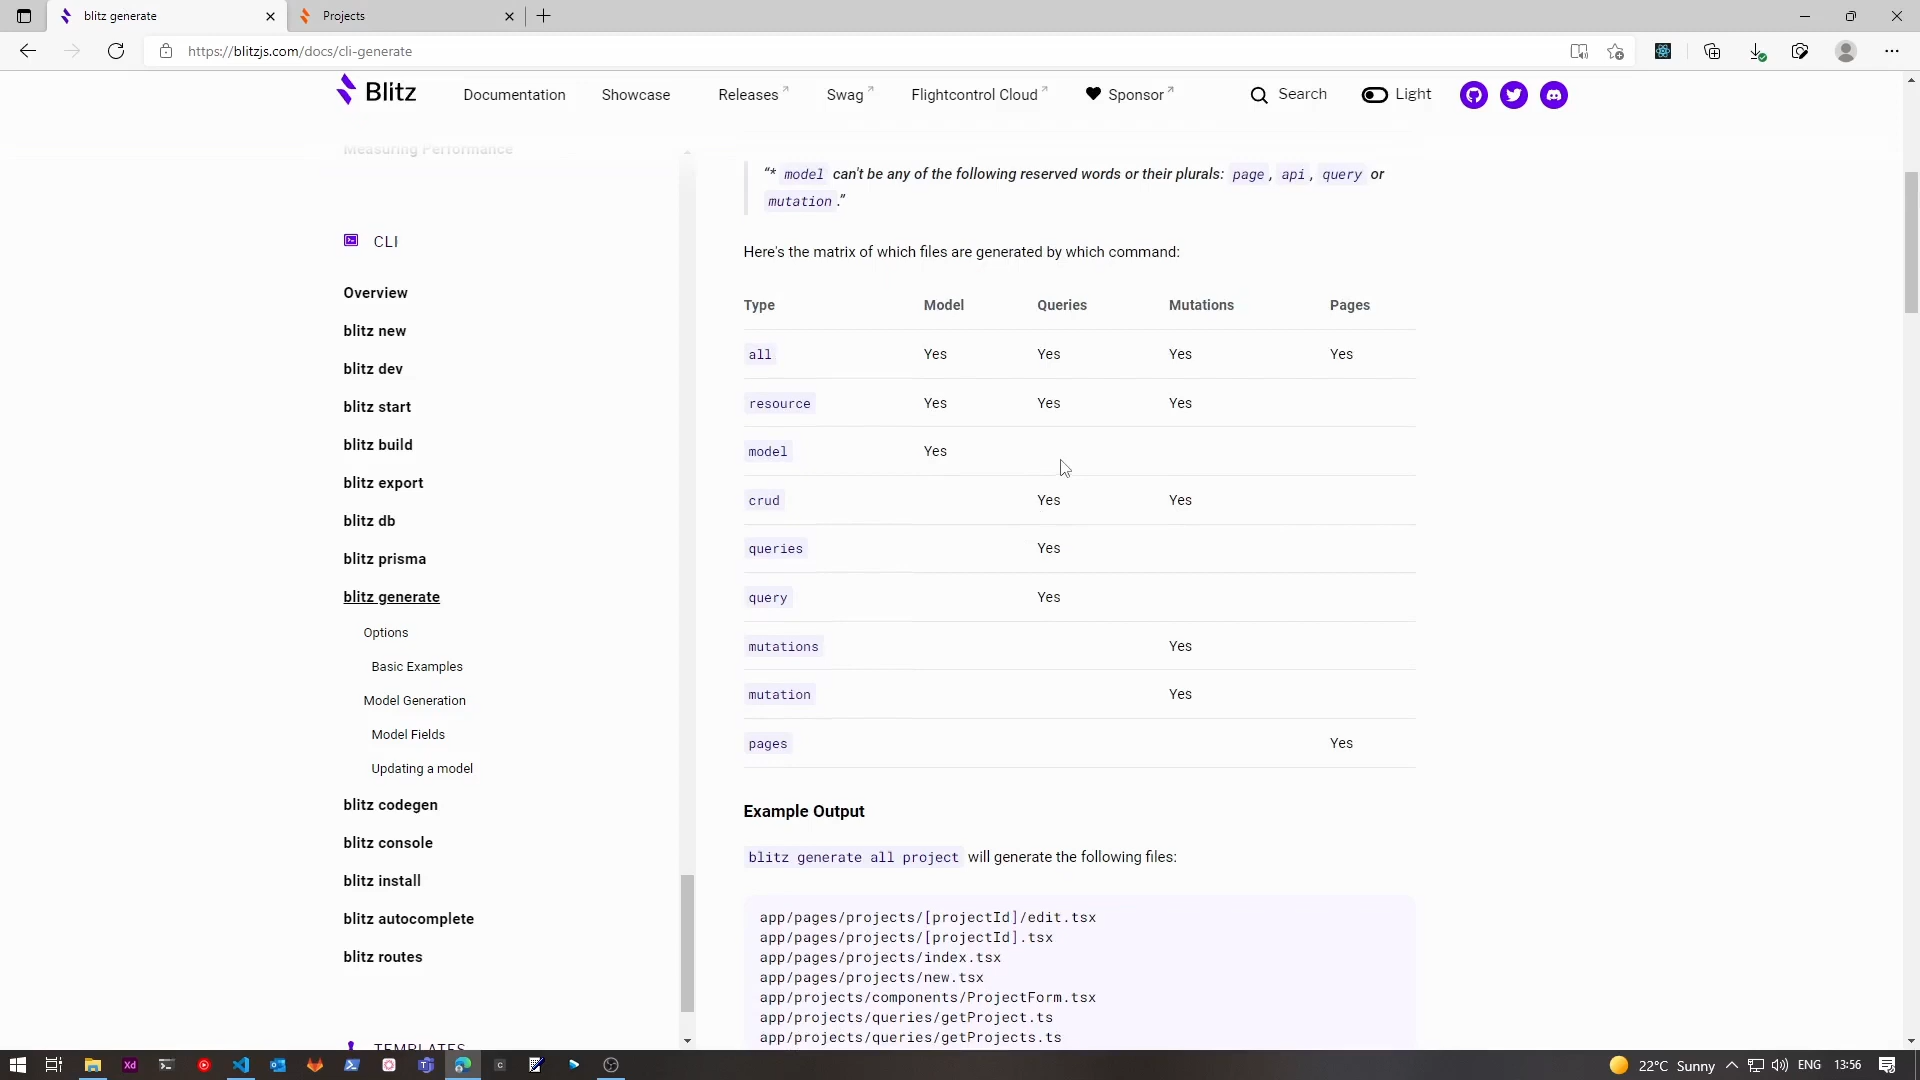 blitz generate
Projects
https://blitzjs.com/docs/cli-generate
Blitz
Documentation
Showcase
Releases
Swag
Flightcontrol Cloud
Sponsor
Search
Light
Measuring Performance
CLI
Overview
blitz new
blitz dev
blitz start
blitz build
blitz export
blitz db
blitz prisma
blitz generate
Options
Basic Examples
Model Generation
Model Fields
Updating a model
blitz codegen
blitz console
blitz install
blitz autocomplete
blitz routes
TEMPLATES
“* model can't be any of the following reserved words or their plurals: page, api, query or
mutation.”
Here's the matrix of which files are generated by which command:
Type Model Queries Mutations Pages
all Yes Yes Yes Yes
resource Yes Yes Yes
model Yes
crud Yes Yes
queries Yes
query Yes
mutations Yes
mutation Yes
pages Yes
Example Output
blitz generate all project will generate the following files:
app/pages/projects/[projectId]/edit.tsx
app/pages/projects/[projectId].tsx
app/pages/projects/index.tsx
app/pages/projects/new.tsx
app/projects/components/ProjectForm.tsx
app/projects/queries/getProject.ts
app/projects/queries/getProjects.ts
22°C Sunny
ENG
13:56